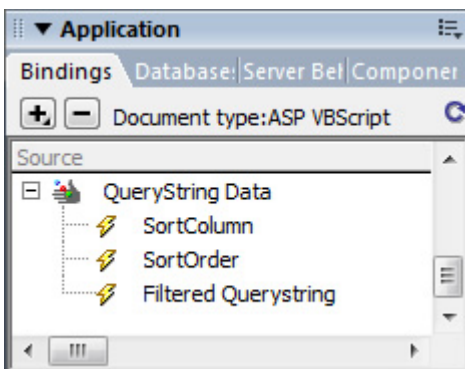 Application
Bindings Database: Server Bel Componer
Document type:ASP VBScript
Source
QueryString Data
SortColumn
SortOrder
Filtered Querystring